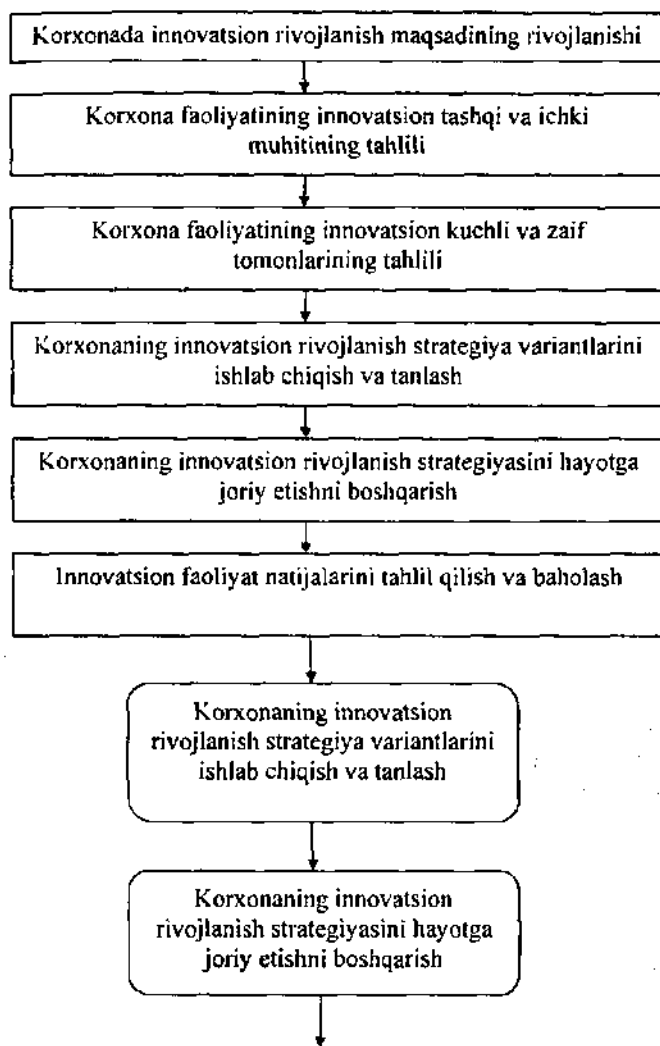 Korxonada innovatsion rivojlanish maqsadining rivojlanishi
Korxona faoliyatining innovatsion tashqi va ichki
muhitining tahlili
Korxona faoliyatining innovatsion kuchli va zaif
tomonlarining tahlili
Korxonaning innovatsion rivojlanish strategiya variantlarini
ishlab chiqish va tanlash
Korxonaning innovatsion rivojlanish strategiyasini hayotga
joriy etishni boshqarish
Innovatsion faoliyat natijalarini tahlil qilish va baholash
Korxonaning innovatsion
rivojlanish strategiya variantlarini
ishlab chiqish va tanlash
Korxonaning innovatsion
rivojlanish strategiyasini hayotga
joriy etishni boshqarish